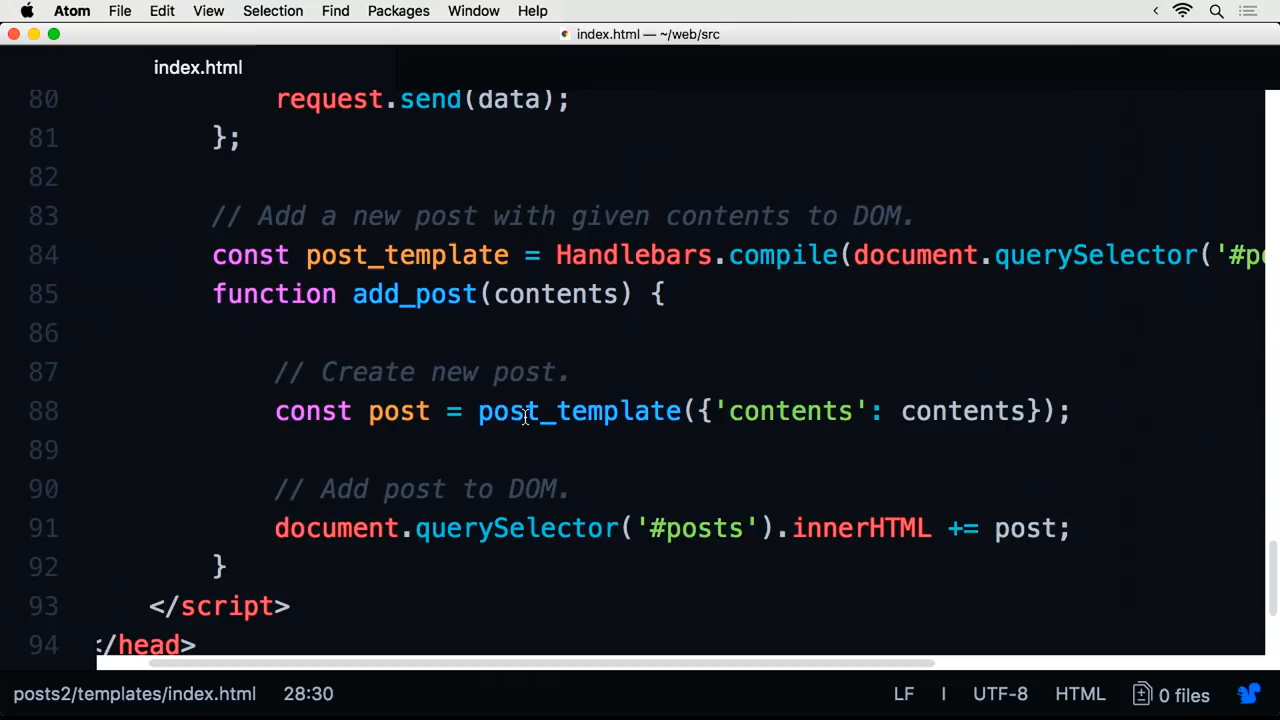 Atom File Edit View Selection Find Packages Window Help
index.html — ~/web/src
index.html
80 request.send(data);
81 };
82
83 // Add a new post with given contents to DOM.
84 const post_template = Handlebars.compile(document.querySelector('#po
85 function add_post(contents) {
86
87 // Create new post.
88 const post = post_template({'contents': contents});
89
90 // Add post to DOM.
91 document.querySelector('#posts').innerHTML += post;
92 }
93 </script>
94 </head>
posts2/templates/index.html 28:30 LF I UTF-8 HTML 0 files